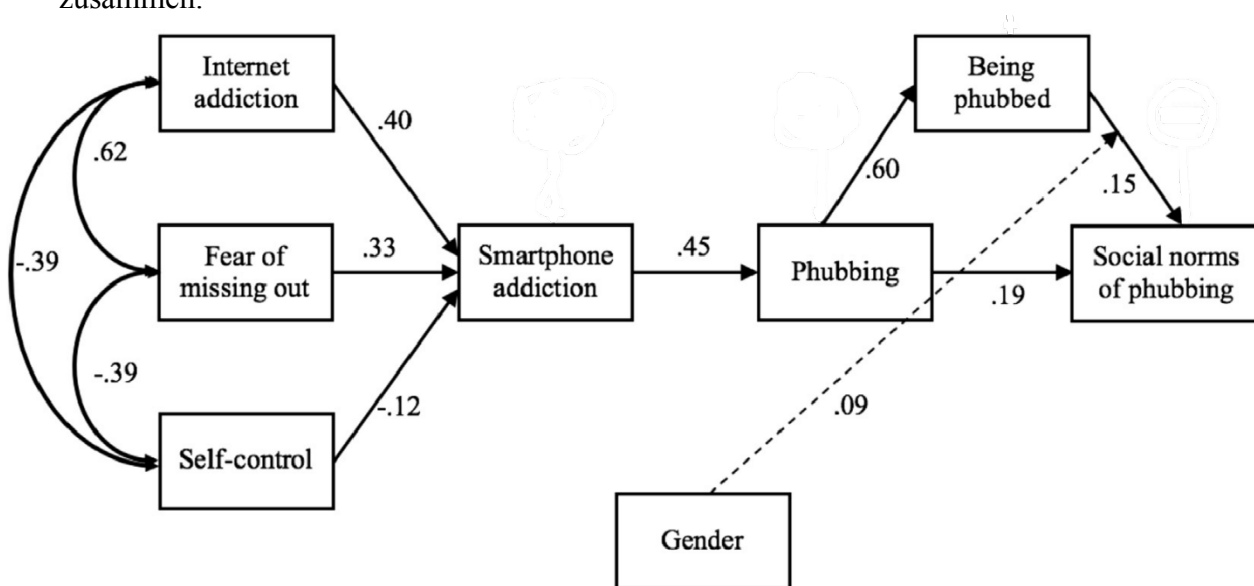 zusammen.
Internet
addiction
.40
.62
-.39
Fear of
missing out
.33
-.39
Self-control
-.12
Smartphone
addiction
.45
Phubbing
.60
Being
phubbed
.15
.19
Social norms
of phubbing
.09
Gender